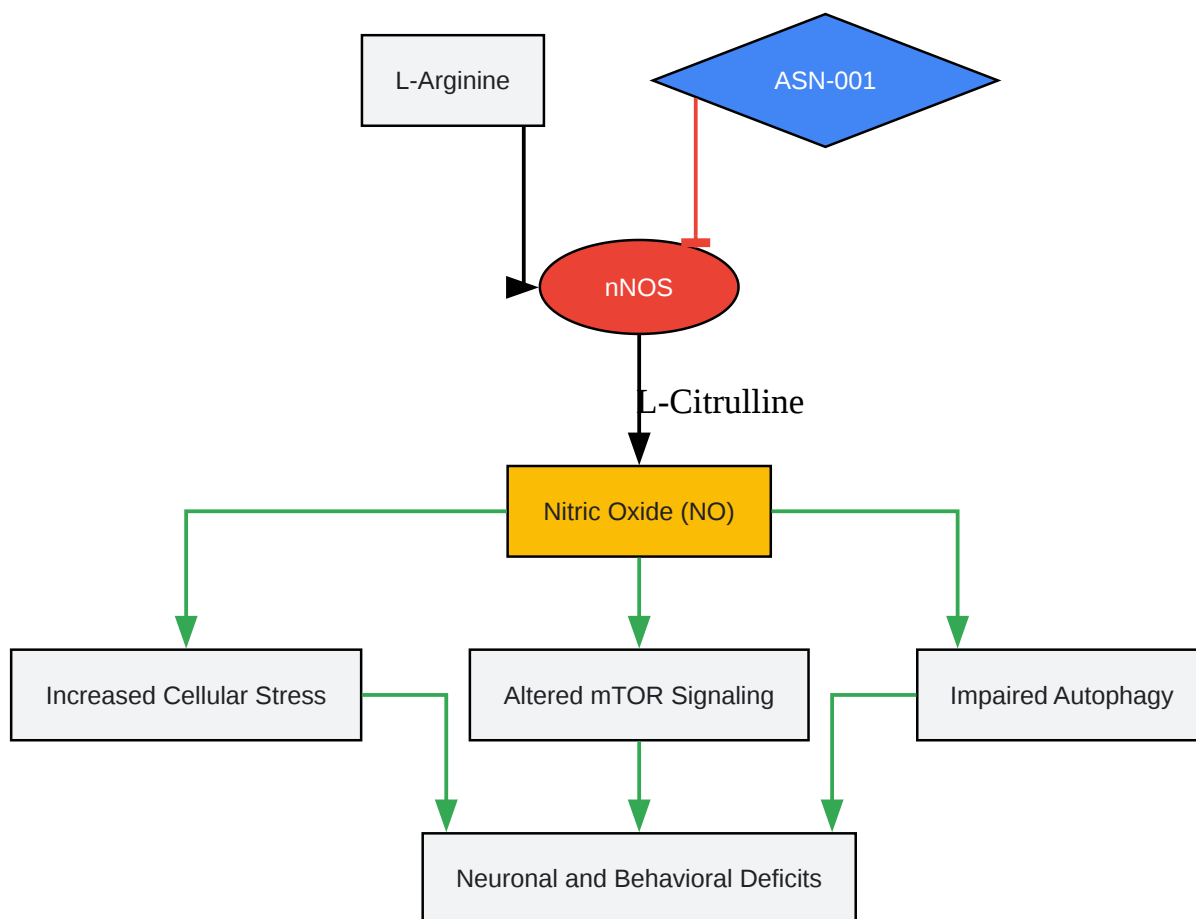 L-Arginine
ASN-001
nNOS
L-Citrulline
Nitric Oxide (NO)
Increased Cellular Stress
Altered mTOR Signaling
Impaired Autophagy
Neuronal and Behavioral Deficits